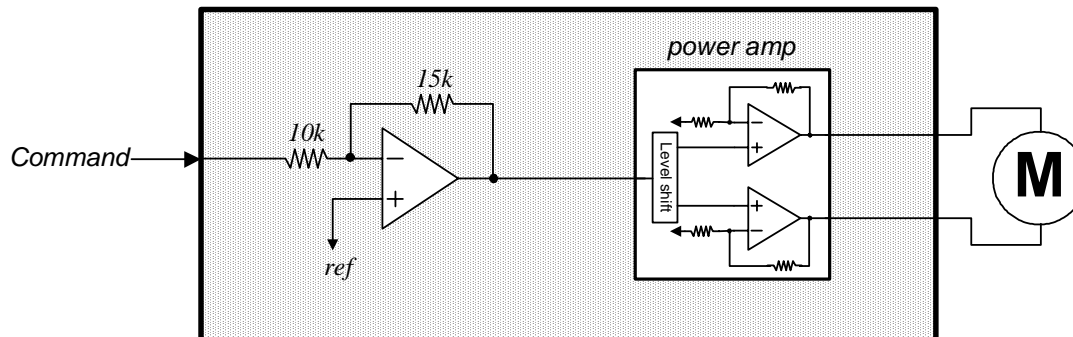 power amp
15k
10k
Command
ref
Level shift
M